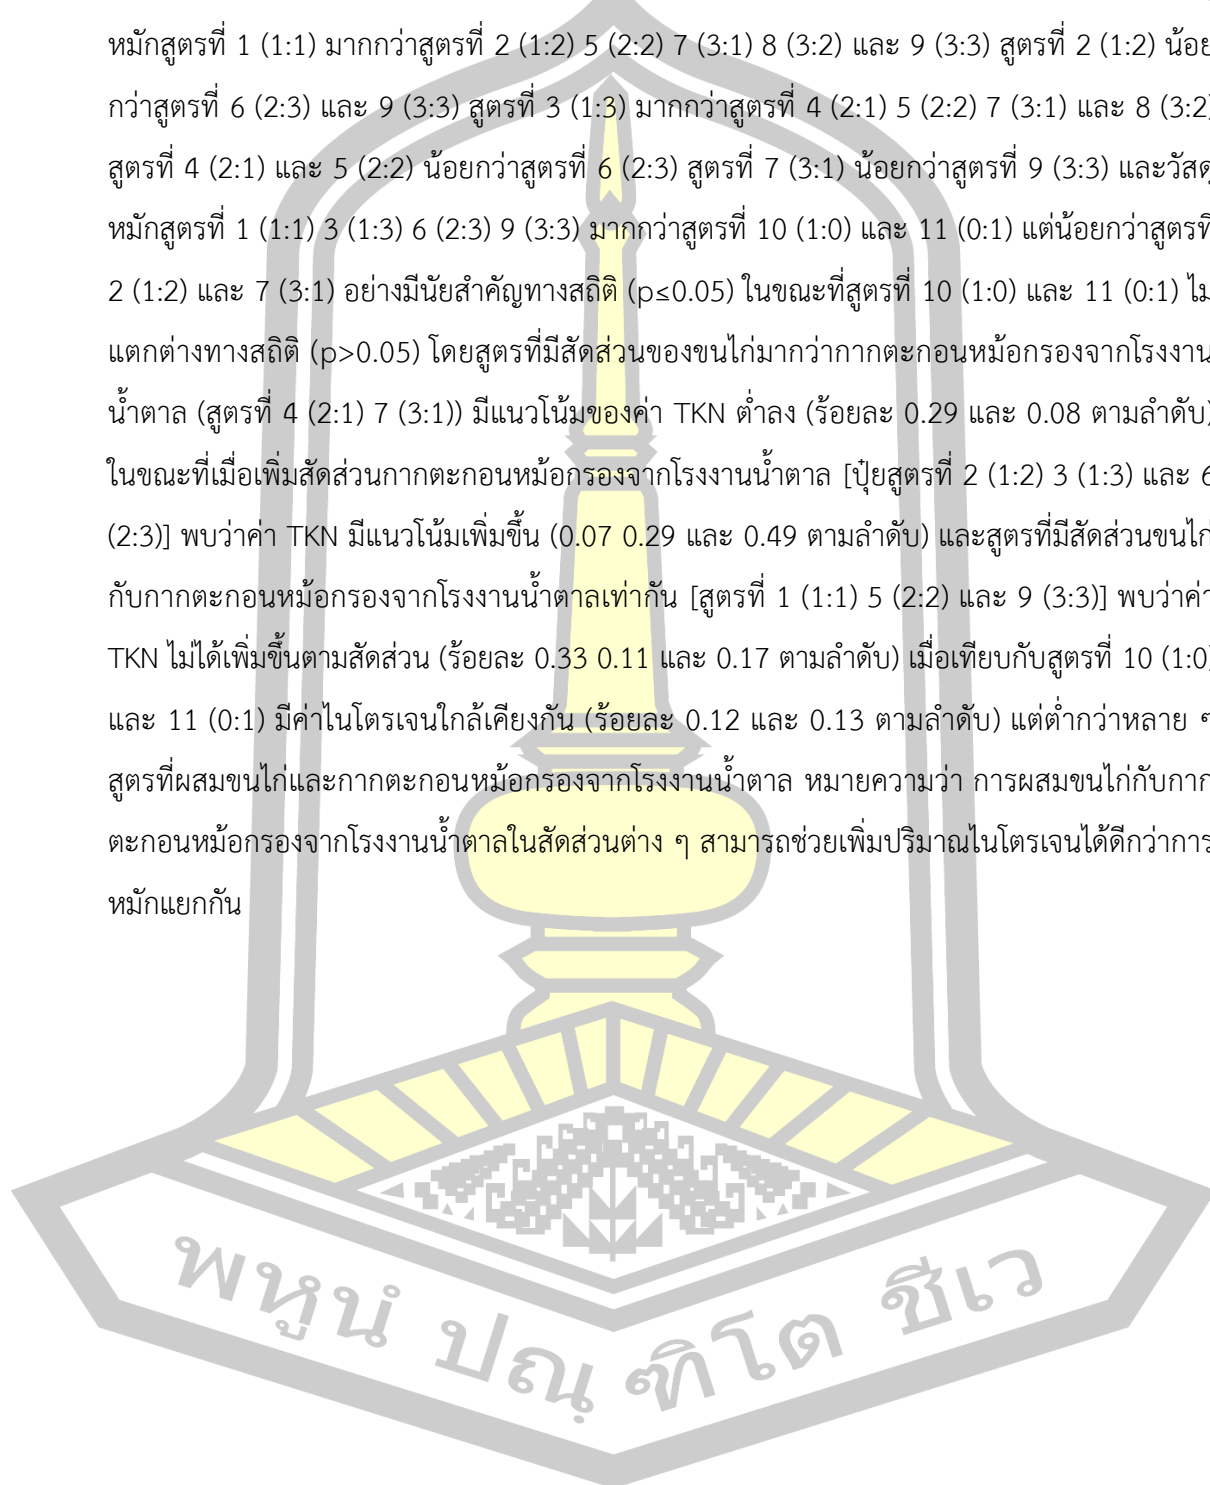 หมักสูตรที่ 1 (1:1) มากกว่าสูตรที่ 2 (1:2) 5 (2:2) 7 (3:1) 8 (3:2) และ 9 (3:3) สูตรที่ 2 (1:2) น้อย
กว่าสูตรที่ 6 (2:3) และ 9 (3:3) สูตรที่ 3 (1:3) มากกว่าสูตรที่ 4 (2:1) 5 (2:2) 7 (3:1) และ 8 (3:2)
สูตรที่ 4 (2:1) และ 5 (2:2) น้อยกว่าสูตรที่ 6 (2:3) สูตรที่ 7 (3:1) น้อยกว่าสูตรที่ 9 (3:3) และวัสดุ
หมักสูตรที่ 1 (1:1) 3 (1:3) 6 (2:3) 9 (3:3) มากกว่าสูตรที่ 10 (1:0) และ 11 (0:1) แต่น้อยกว่าสูตรที่
2 (1:2) และ 7 (3:1) อย่างมีนัยสำคัญทางสถิติ (p≤0.05) ในขณะที่สูตรที่ 10 (1:0) และ 11 (0:1) ไม่
แตกต่างทางสถิติ (p>0.05) โดยสูตรที่มีสัดส่วนของขนไก่มากว่ากากตะกอนหม้อกรองจากโรงงาน
น้ำตาล (สูตรที่ 4 (2:1) 7 (3:1)) มีแนวโน้มของค่า TKN ต่ำลง (ร้อยละ 0.29 และ 0.08 ตามลำดับ)
ในขณะที่เมื่อเพิ่มสัดส่วนกากตะกอนหม้อกรองจากโรงงานน้ำตาล [ปุ๋ยสูตรที่ 2 (1:2) 3 (1:3) และ 6
(2:3)] พบว่าค่า TKN มีแนวโน้มเพิ่มขึ้น (0.07 0.29 และ 0.49 ตามลำดับ) และสูตรที่มีสัดส่วนขนไก่
กับกากตะกอนหม้อกรองจากโรงงานน้ำตาลเท่ากัน [สูตรที่ 1 (1:1) 5 (2:2) และ 9 (3:3)] พบว่าค่า
TKN ไม่ได้เพิ่มขึ้นตามสัดส่วน (ร้อยละ 0.33 0.11 และ 0.17 ตามลำดับ) เมื่อเทียบกับสูตรที่ 10 (1:0)
และ 11 (0:1) มีค่าไนโตรเจนใกล้เคียงกัน (ร้อยละ 0.12 และ 0.13 ตามลำดับ) แต่ต่ำกว่าหลาย ๆ
สูตรที่ผสมขนไก่และกากตะกอนหม้อกรองจากโรงงานน้ำตาล หมายความว่า การผสมขนไก่กับกาก
ตะกอนหม้อกรองจากโรงงานน้ำตาลในสัดส่วนต่าง ๆ สามารถช่วยเพิ่มปริมาณไนโตรเจนได้ดีกว่าการ
หมักแยกกัน
พหูนํ ปณฺฑิโต ชีเว